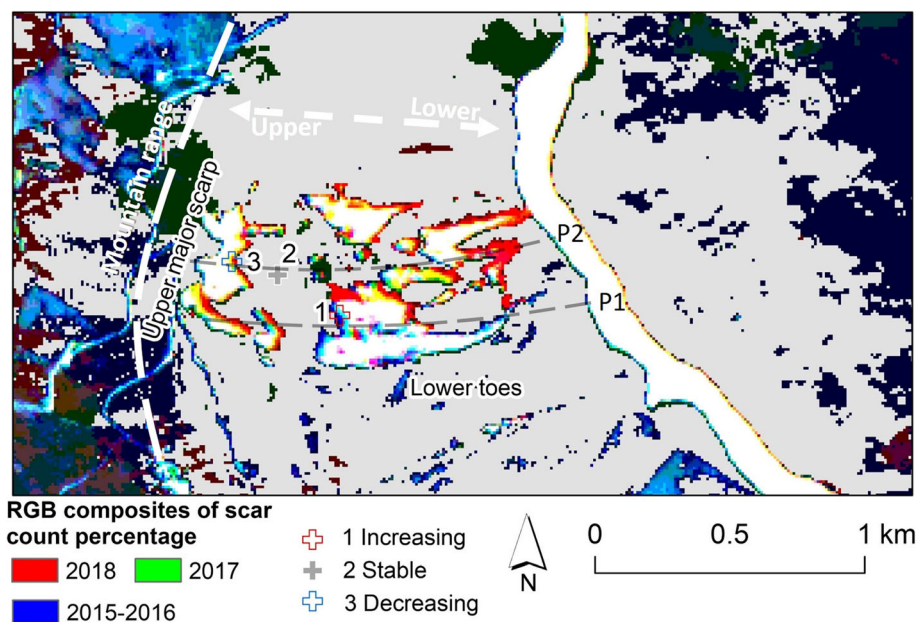 Mountain range
Upper major scarp
Upper
Lower
3
2
1
P2
P1
Lower toes
RGB composites of scar
count percentage
2018
2017
2015-2016
1 Increasing
2 Stable
3 Decreasing
N
0
0.5
1 km